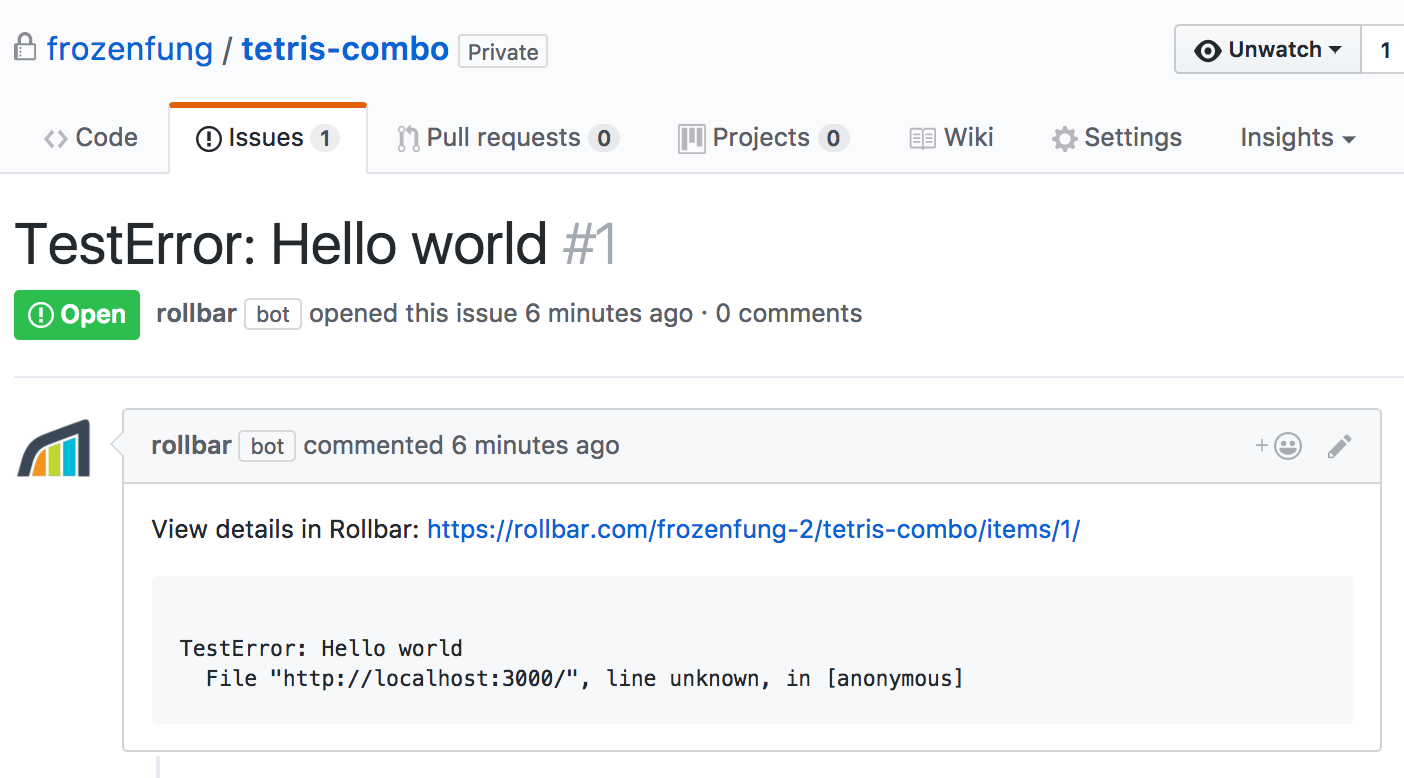 frozenfung / tetris-combo Private Unwatch 1
Code Issues 1 Pull requests 0 Projects 0 Wiki Settings Insights
TestError: Hello world #1
Open rollbar bot opened this issue 6 minutes ago · 0 comments
rollbar bot commented 6 minutes ago
View details in Rollbar: https://rollbar.com/frozenfung-2/tetris-combo/items/1/
TestError: Hello world
File "http://localhost:3000/", line unknown, in [anonymous]